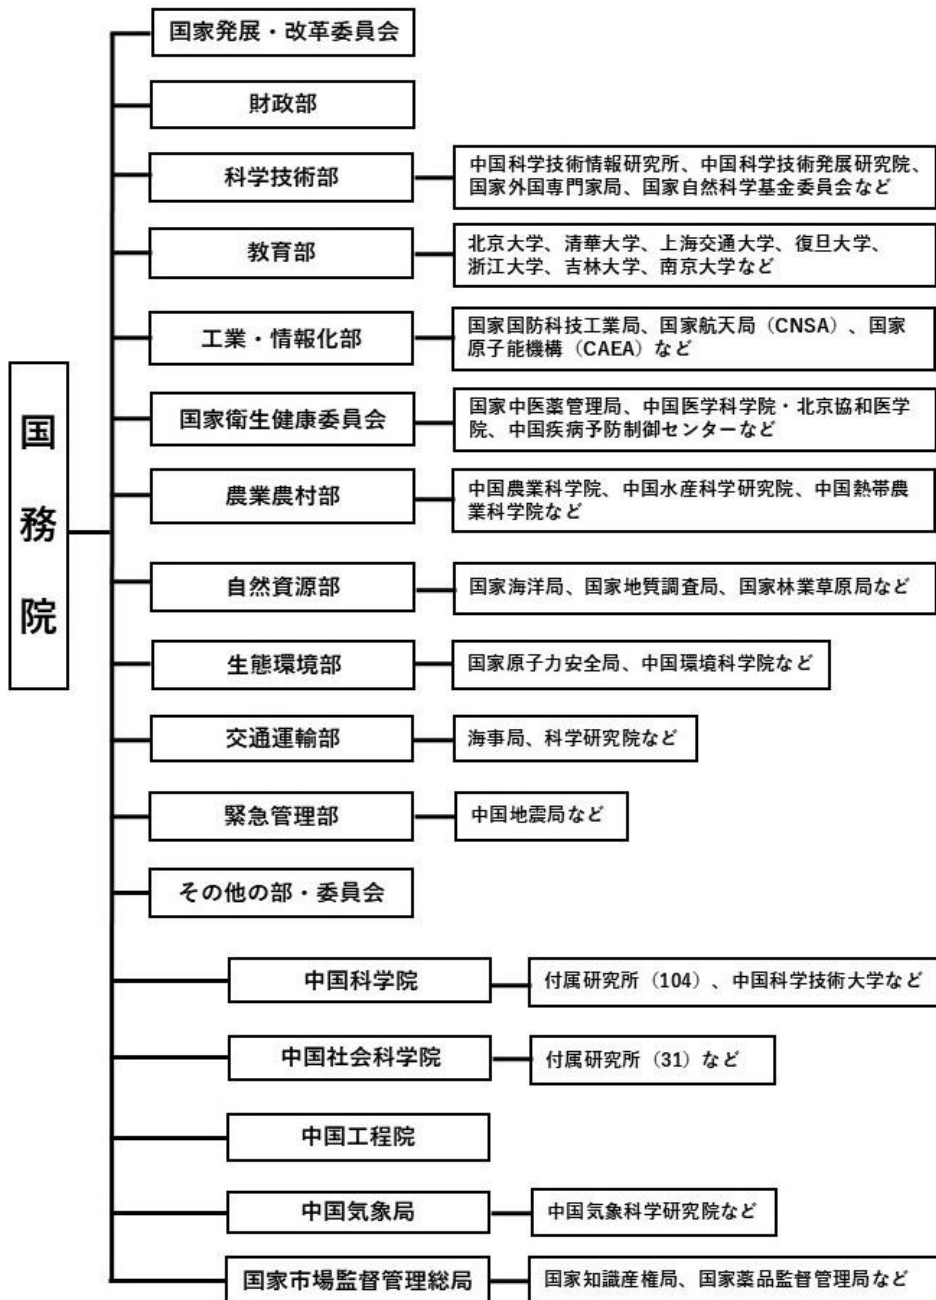 国家発展・改革委員会
財政部
科学技術部
中国科学技術情報研究所、中国科学技術発展研究院、
国家外国専門家局、国家自然科学基金委員会など
教育部
北京大学、清華大学、上海交通大学、復旦大学、
浙江大学、吉林大学、南京大学など
工業・情報化部
国家国防科技工業局、国家航天局（CNSA）、国家
原子能機構（CAEA）など
国務院
国家衛生健康委員会
国家中医薬管理局、中国医学科学院・北京協和医学
院、中国疾病予防制御センターなど
農業農村部
中国農業科学院、中国水産科学研究院、中国熱帯農
業科学院など
自然資源部
国家海洋局、国家地質調査局、国家林業草原局など
生態環境部
国家原子力安全局、中国環境科学院など
交通運輸部
海事局、科学研究院など
緊急管理部
中国地震局など
その他の部・委員会
中国科学院
付属研究所（104）、中国科学技術大学など
中国社会科学院
付属研究所（31）など
中国工程院
中国気象局
中国気象科学研究院など
国家市場監督管理総局
国家知識産権局、国家薬品監督管理局など